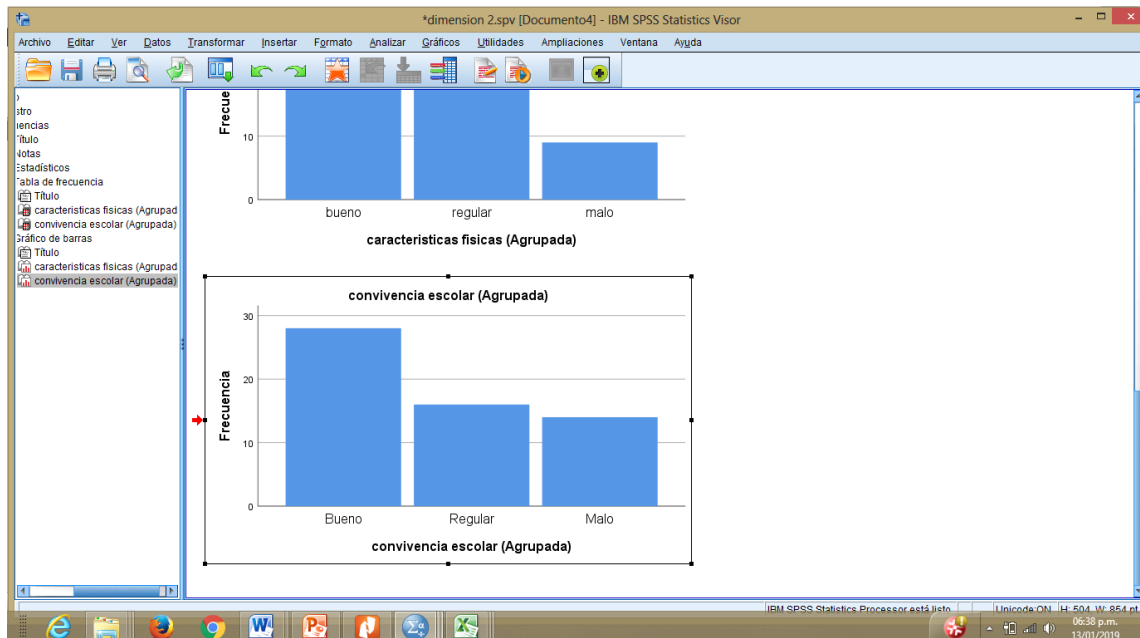 *dimension 2.spv [Documento4] - IBM SPSS Statistics Visor
Archivo Editar Ver Datos Transformar Insertar Formato Analizar Gráficos Utilidades Ampliaciones Ventana Ayuda
stro
iencias
Título
Notas
Estadísticos
Tabla de frecuencia
Título
caracteristicas fisicas (Agrupad
convivencia escolar (Agrupada)
Gráfico de barras
Título
caracteristicas fisicas (Agrupad
convivencia escolar (Agrupada)
Frecue
10
0
bueno regular malo
caracteristicas fisicas (Agrupada)
convivencia escolar (Agrupada)
Frecuencia
30
20
10
0
Bueno Regular Malo
convivencia escolar (Agrupada)
IBM SPSS Statistics Processor está listo Unicode:ON H: 504, W: 854 pt
06:38 p.m.
13/01/2019